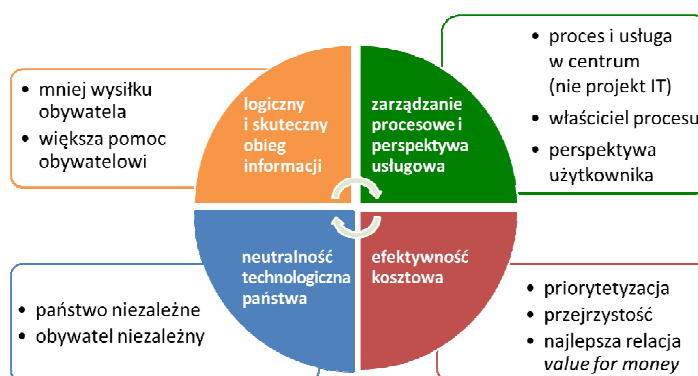 • mniej wysiłku
obywatela
• większa pomoc
obywatelowi
logiczny
i skuteczny
obieg
informacji
zarządzanie
procesowe i
perspektywa
usługowa
• proces i usługa
w centrum
(nie projekt IT)
• właściciel procesu
• perspektywa
użytkownika
• państwo niezależne
• obywatel niezależny
neutralność
technologiczna
państwa
efektywność
kosztowa
• priorytetyzacja
• przejrzystość
• najlepsza relacja
value for money